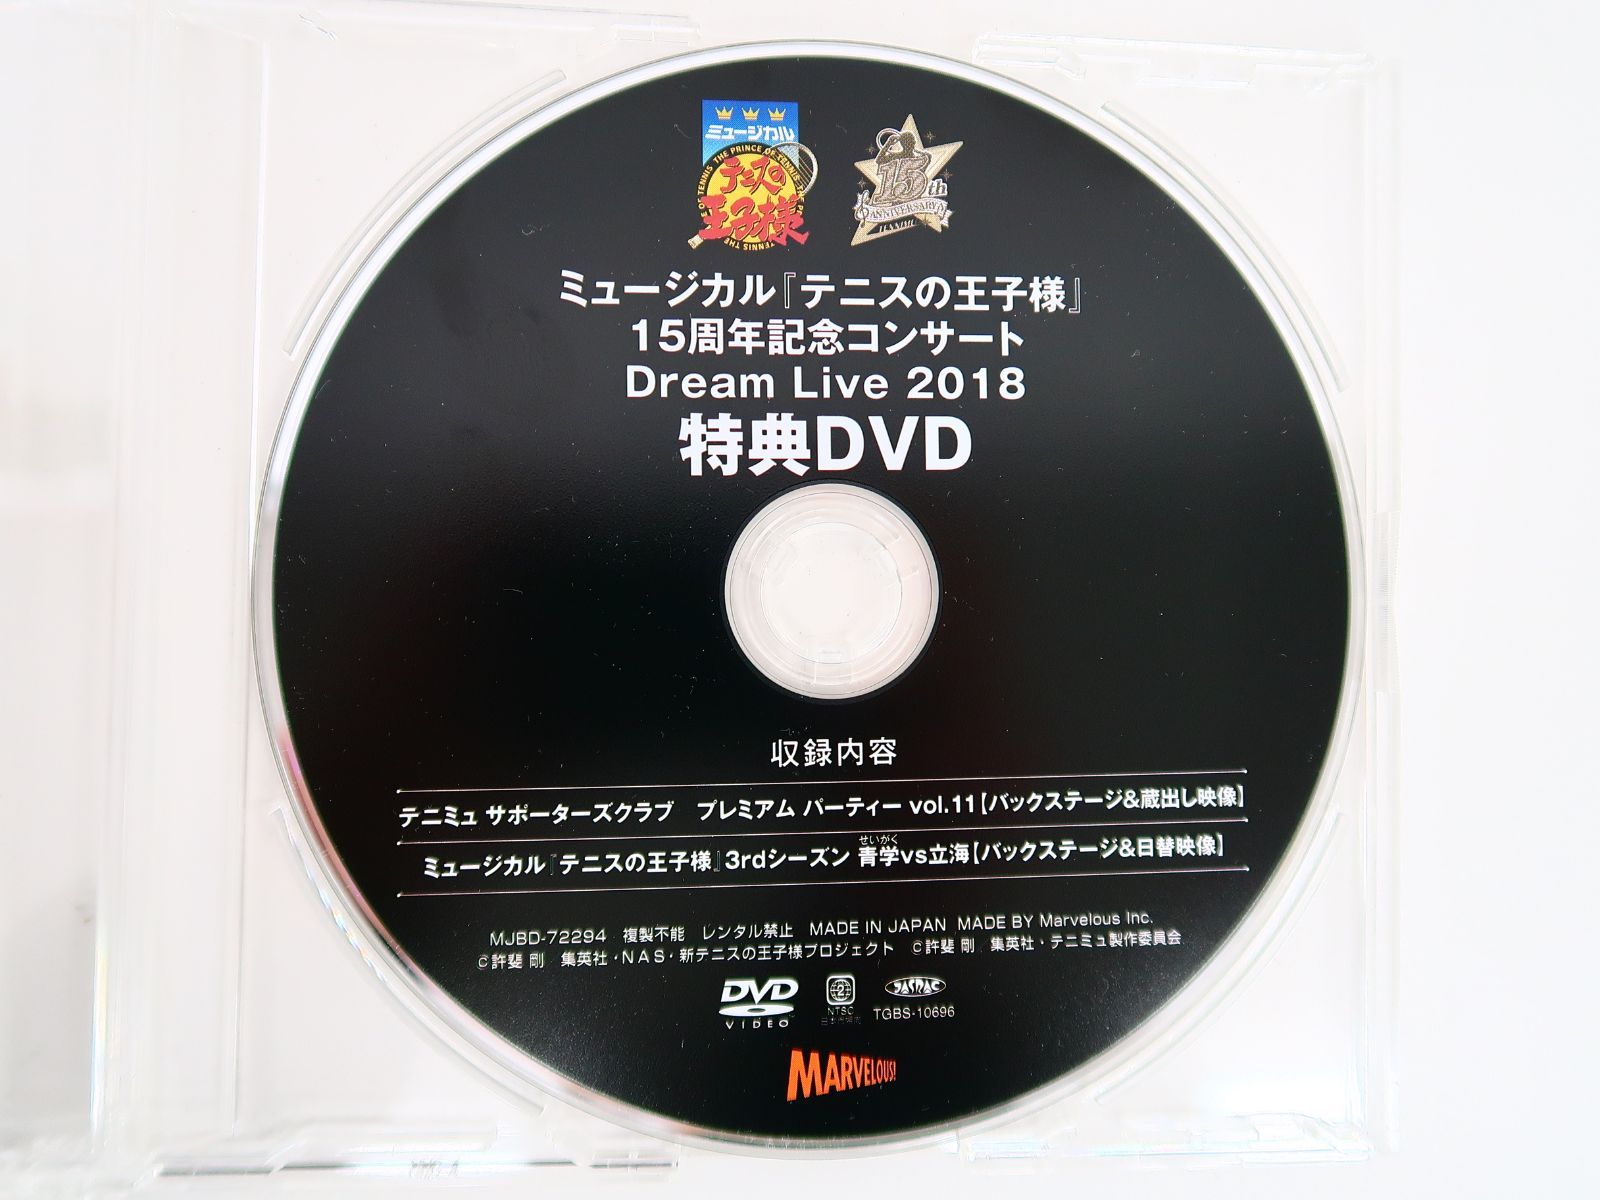 ミュージカル
テニスの
王子様
15th
ANNIVERSARY
ミュージカル『テニスの王子様』
15周年記念コンサート
Dream Live 2018
特典DVD
収録内容
テニミュ サポーターズクラブ プレミアム パーティー vol.11【バックステージ&蔵出し映像】
せいがく
ミュージカル『テニスの王子様』3rdシーズン 青学vs立海【バックステージ&日替映像】
MJBD-72294 複製不能 レンタル禁止 MADE IN JAPAN MADE BY Marvelous Inc.
©許斐 剛 集英社・NAS・新テニスの王子様プロジェクト ©許斐 剛 集英社・テニミュ製作委員会
DVD
VIDEO
2
NTSC
日本市場向
JASRAC
TGBS-10696
MARVELOUS!